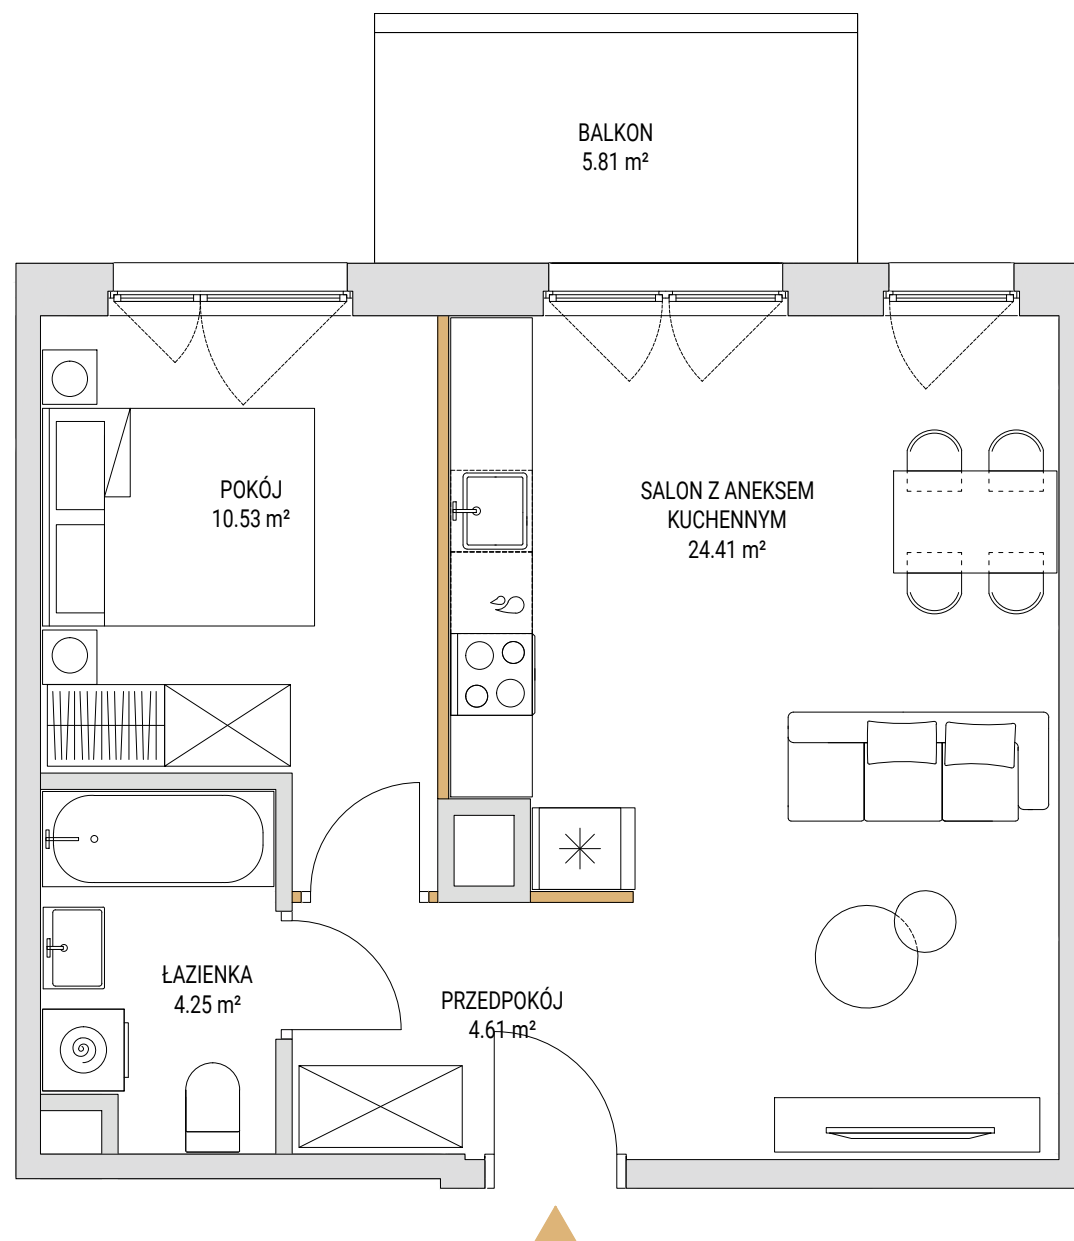 BALKON
5.81 m²
POKÓJ
10.53 m²
SALON Z ANEKSEM
KUCHENNYM
24.41 m²
ŁAZIENKA
4.25 m²
PRZEDPOKÓJ
4.61 m²